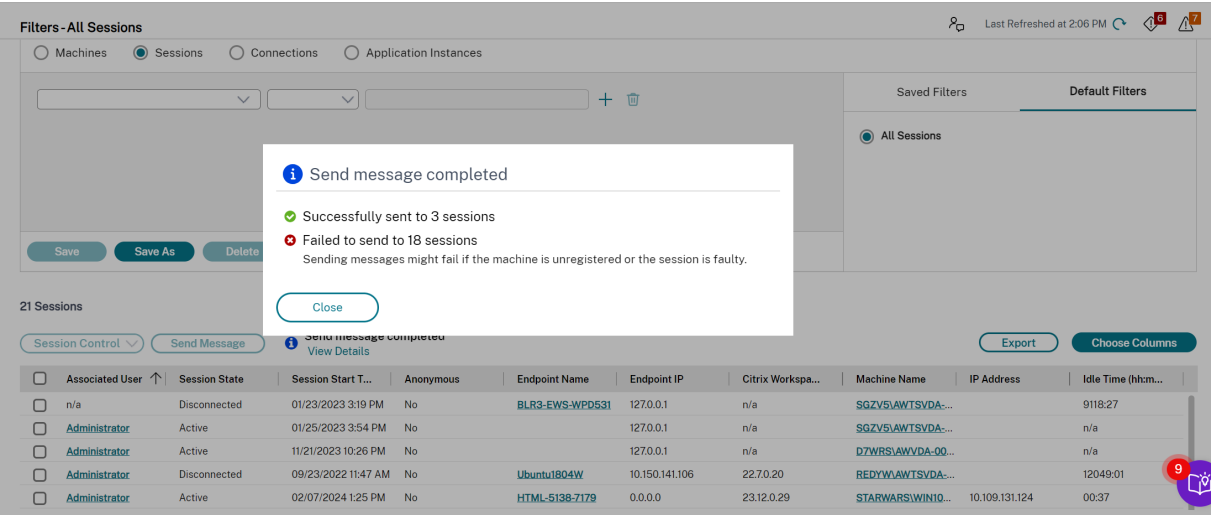 Filters - All Sessions
Last Refreshed at 2:06 PM
6
7
Machines
Sessions
Connections
Application Instances
Saved Filters
Default Filters
All Sessions
Send message completed
Successfully sent to 3 sessions
Failed to send to 18 sessions
Sending messages might fail if the machine is unregistered or the session is faulty.
Close
Save
Save As
Delete
21 Sessions
Session Control
Send Message
Send message completed
View Details
Export
Choose Columns
Associated User Session State Session Start T... Anonymous Endpoint Name Endpoint IP Citrix Workspa... Machine Name IP Address Idle Time (hh:m...
n/a Disconnected 01/23/2023 3:19 PM No BLR3-EWS-WPD531 127.0.0.1 n/a SGZV5\AWTSVDA-... 9118:27
Administrator Active 01/25/2023 3:54 PM No 127.0.0.1 n/a SGZV5\AWTSVDA-... n/a
Administrator Active 11/21/2023 10:26 PM No 127.0.0.1 n/a D7WRS\AWVDA-00... n/a
Administrator Disconnected 09/23/2022 11:47 AM No Ubuntu1804W 10.150.141.106 22.7.0.20 REDYW\AWTSVDA-... 12049:01
Administrator Active 02/07/2024 1:25 PM No HTML-5138-7179 0.0.0.0 23.12.0.29 STARWARS\WIN10... 10.109.131.124 00:37
9